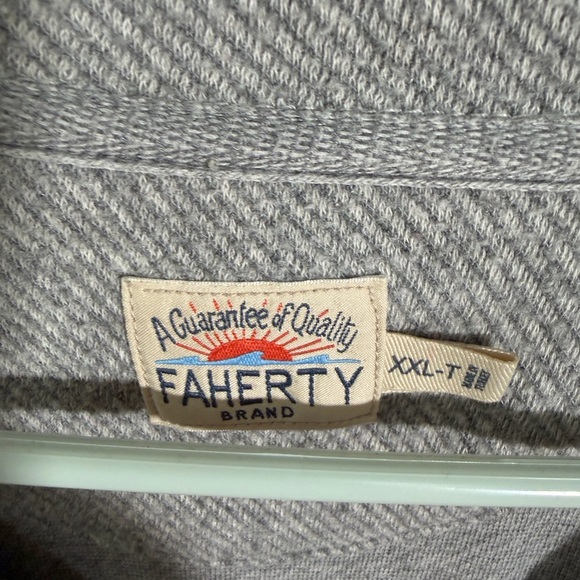 A Guarantee of Quality
FAHERTY
BRAND
XXL-T